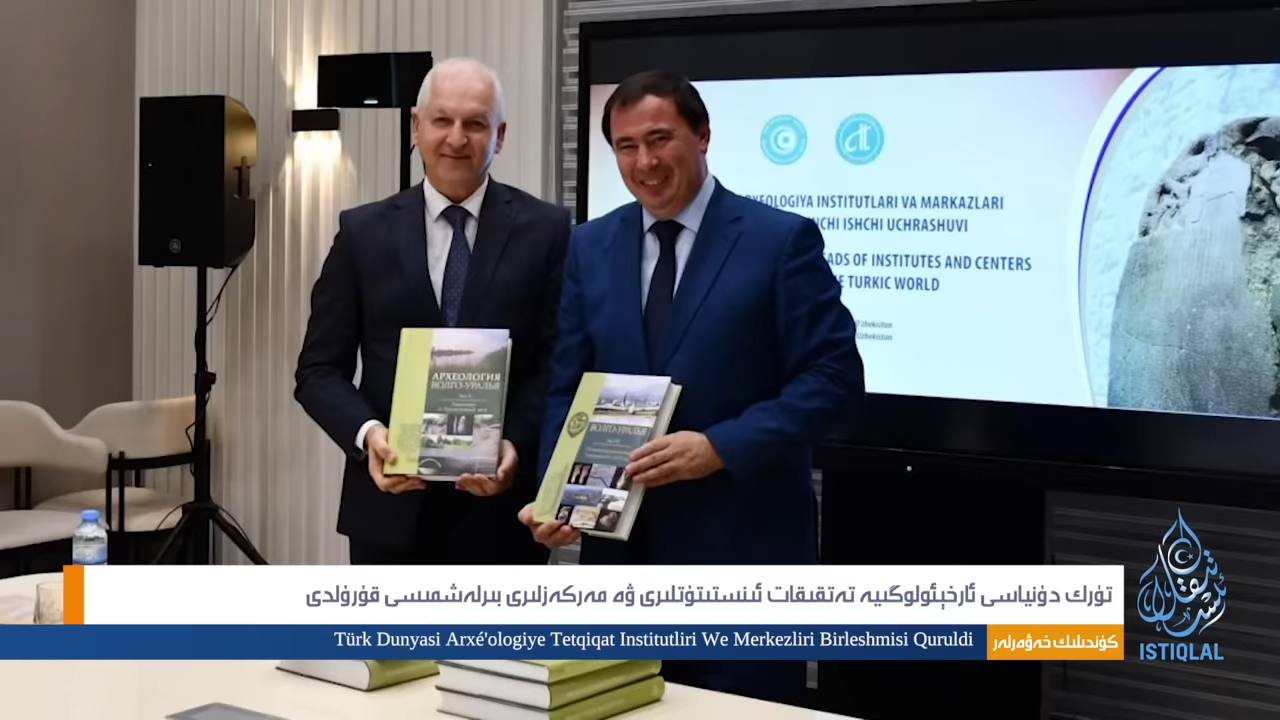 INSTITUTLARI VA MARKAZLARI
ISHCHI UCHRASHUVI
OF INSTITUTES AND CENTERS
TURKIC WORLD
АРХЕОЛОГИЯ
ВОЛГО-УРАЛЬЯ
ВОЛГО-УРАЛЬЯ
تۈرك دۇنياسى ئارخېئولوگىيە تەتقىقات ئىنستىتۇتلىرى ۋە مەركەزلىرى بىرلەشمىسى قۇرۇلدى
Türk Dunyasi Arxé'ologiye Tetqiqat Institutliri We Merkezliri Birleshmisi Quruldi
كۈندىلىك خەۋەرلەر
ISTIQLAL